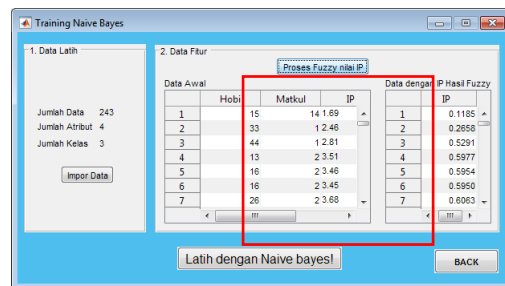 Training Naive Bayes
1. Data Latih
Jumlah Data 243
Jumlah Atribut 4
Jumlah Kelas 3
Impor Data
2. Data Fitur
Proses Fuzzy nilai IP
Data Awal
Hobi Matkul IP
1 15 14 1.69
2 33 1 2.46
3 44 1 2.81
4 13 2 3.51
5 16 2 3.46
6 16 2 3.45
7 26 2 3.68
Data dengan IP Hasil Fuzzy
IP
1 0.1185
2 0.2658
3 0.5291
4 0.5977
5 0.5954
6 0.5950
7 0.6063
Latih dengan Naive bayes!
BACK